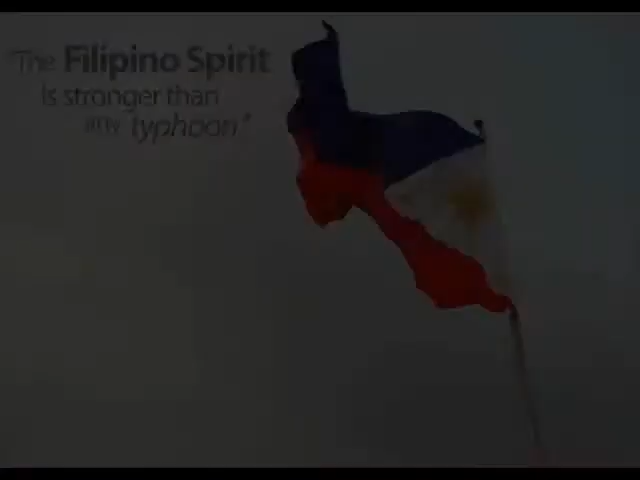 "The Filipino Spirit
is stronger than
any typhoon"